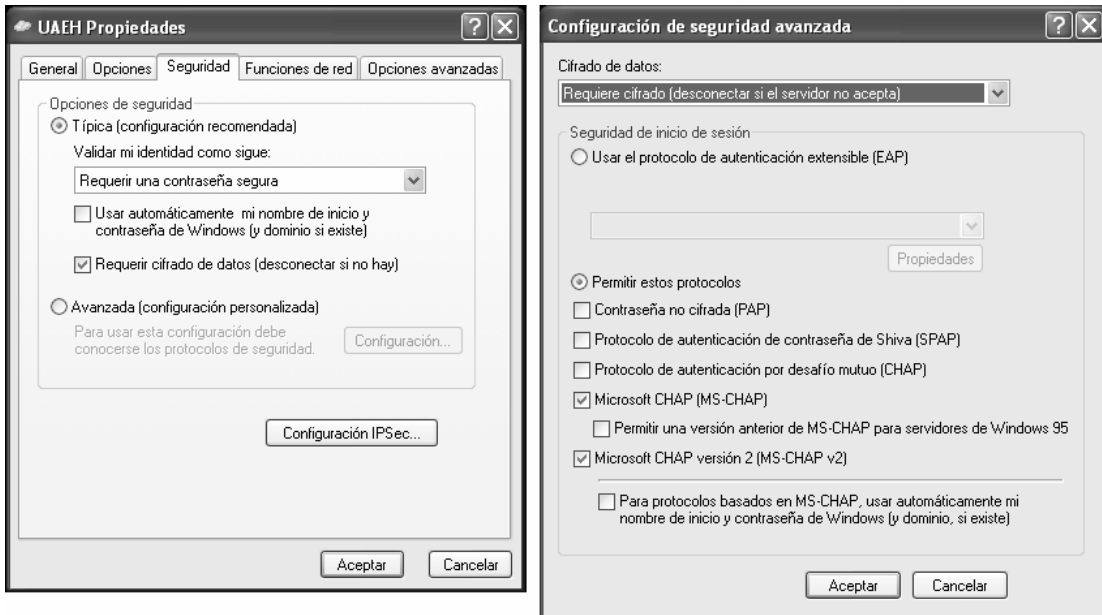 UAEH Propiedades
General
Opciones
Seguridad
Funciones de red
Opciones avanzadas
Opciones de seguridad
Típica (configuración recomendada)
Validar mi identidad como sigue:
Requerir una contraseña segura
Usar automáticamente mi nombre de inicio y
contraseña de Windows (y dominio si existe)
Requerir cifrado de datos (desconectar si no hay)
Avanzada (configuración personalizada)
Para usar esta configuración debe
conocerse los protocolos de seguridad.
Configuración...
Configuración IPSec...
Aceptar
Cancelar
Configuración de seguridad avanzada
Cifrado de datos:
Requiere cifrado (desconectar si el servidor no acepta)
Seguridad de inicio de sesión
Usar el protocolo de autenticación extensible (EAP)
Propiedades
Permitir estos protocolos
Contraseña no cifrada (PAP)
Protocolo de autenticación de contraseña de Shiva (SPAP)
Protocolo de autenticación por desafío mutuo (CHAP)
Microsoft CHAP (MS-CHAP)
Permitir una versión anterior de MS-CHAP para servidores de Windows 95
Microsoft CHAP versión 2 (MS-CHAP v2)
Para protocolos basados en MS-CHAP, usar automáticamente mi
nombre de inicio y contraseña de Windows (y dominio, si existe)
Aceptar
Cancelar